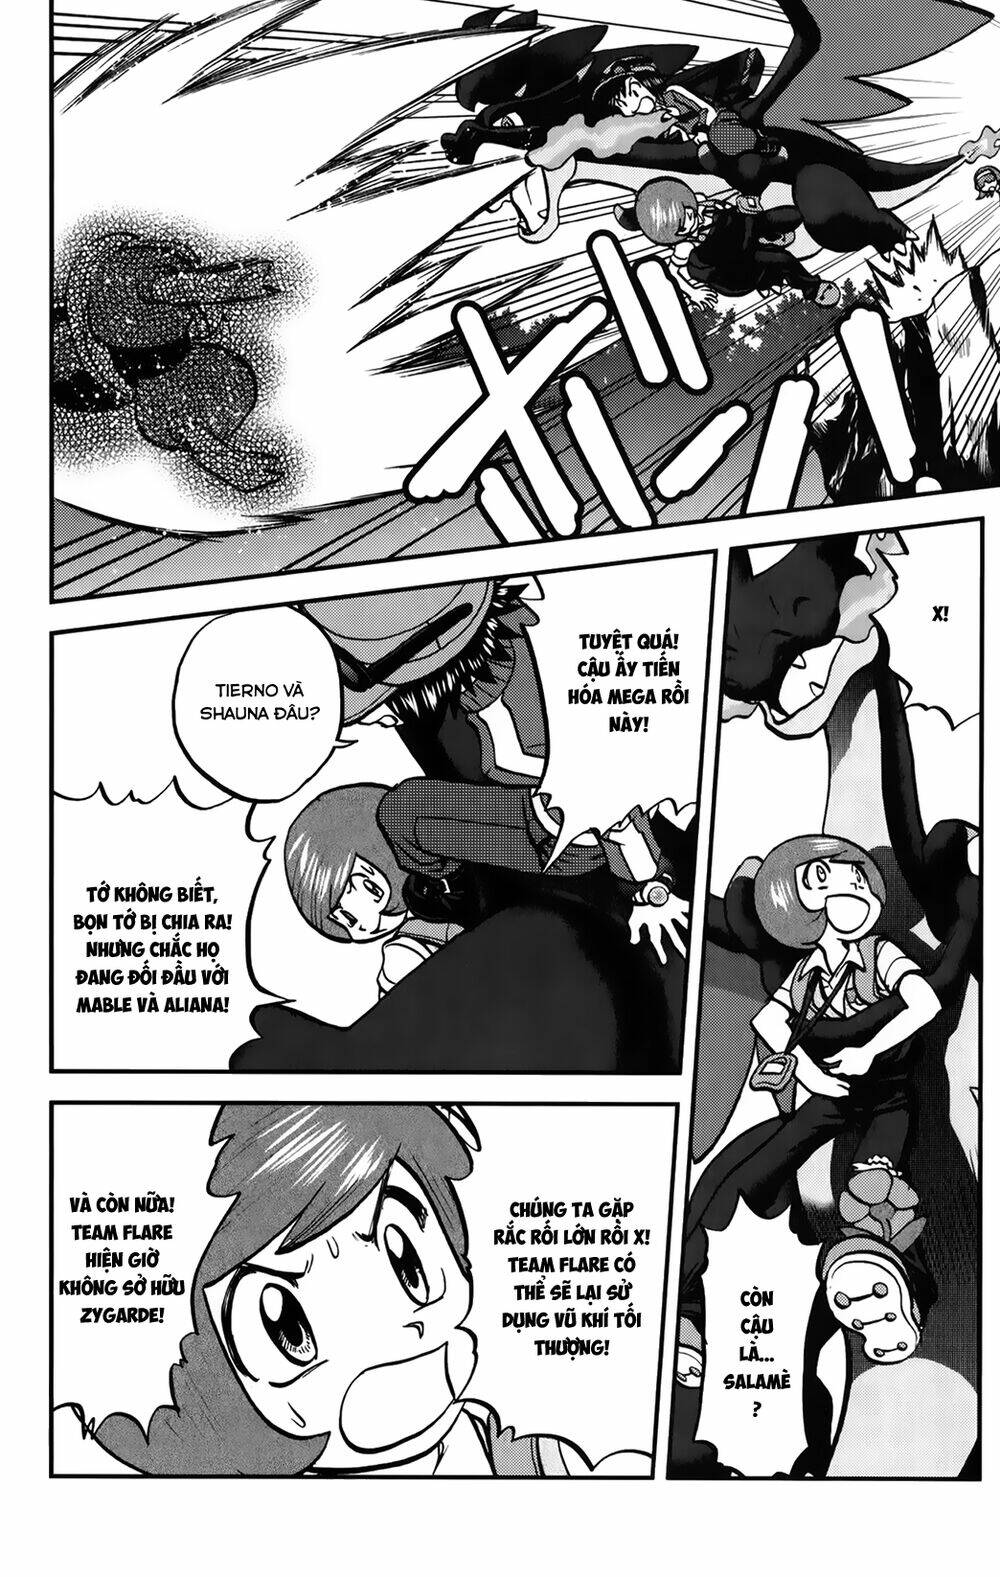 X!
CÒN
CẬU
LÀ...
SALAMÈ
?
TUYỆT QUÁ!
CẬU ẤY TIẾN
HÓA MEGA RỒI
NÀY!
TIERNO VÀ
SHAUNA ĐÂU?
TỚ KHÔNG BIẾT,
BỌN TỚ BỊ CHIA RA!
NHƯNG CHẮC HỌ
ĐANG ĐỐI ĐẦU VỚI
MABLE VÀ ALIANA!
CHÚNG TA GẶP
RẮC RỐI LỚN RỒI X!
TEAM FLARE CÓ
THỂ SẼ LẠI SỬ
DỤNG VŨ KHÍ TỐI
THƯỢNG!
VÀ CÒN NỮA!
TEAM FLARE
HIỆN GIỜ
KHÔNG SỞ HỮU
ZYGARDE!